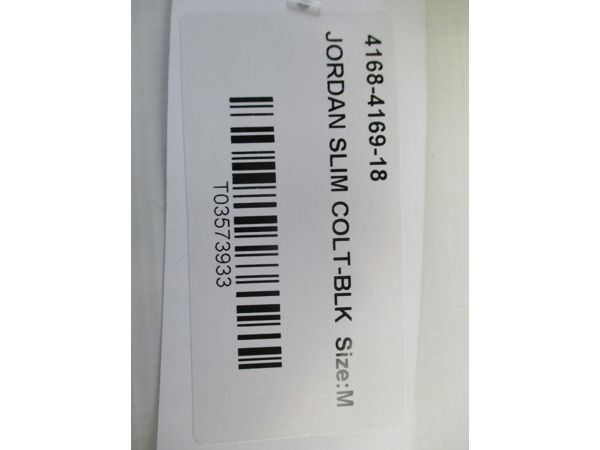 4168-4169-18
JORDAN SLIM COLT-BLK Size:M
T03573933